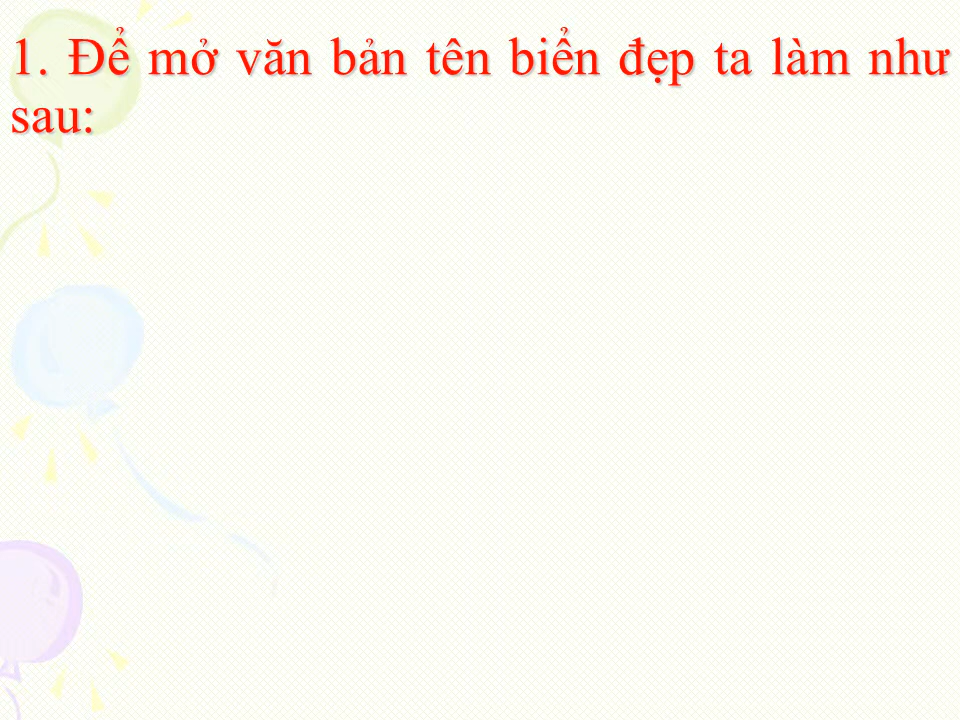 1. Để mở văn bản tên biển đẹp ta làm như
sau: